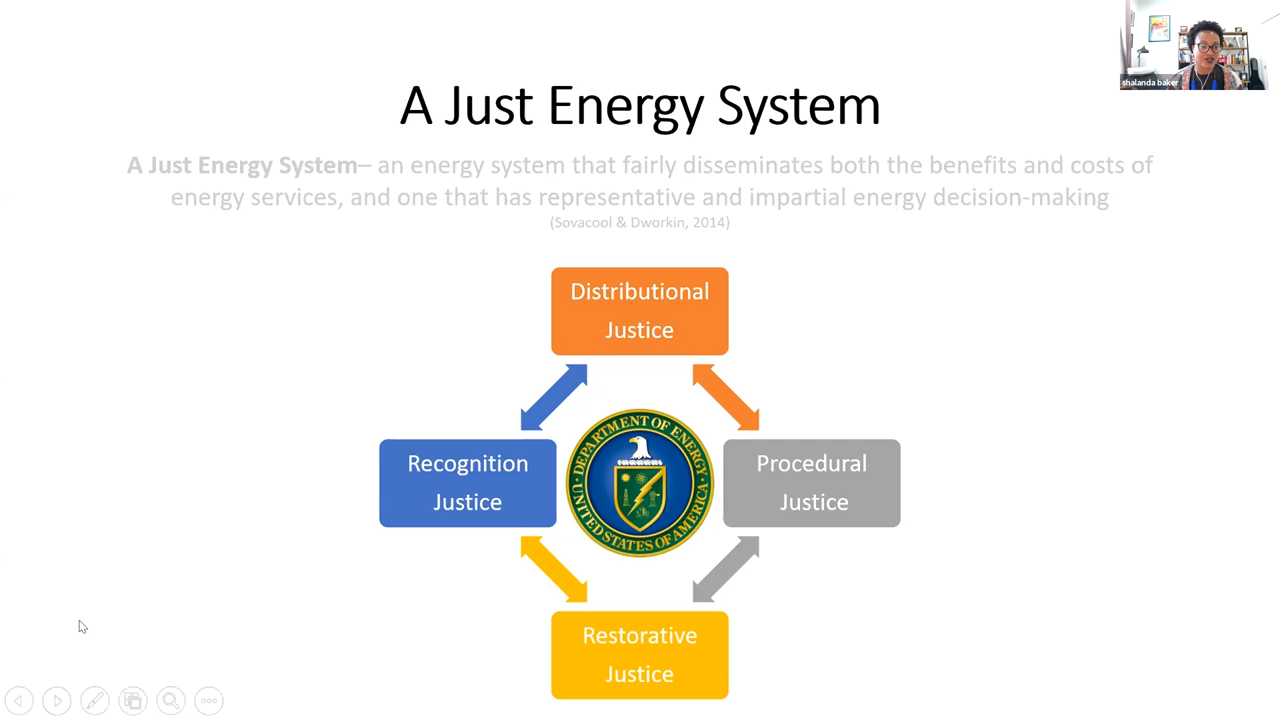 shalanda baker
A Just Energy System
A Just Energy System– an energy system that fairly disseminates both the benefits and costs of
energy services, and one that has representative and impartial energy decision-making
(Sovacool & Dworkin, 2014)
Distributional
Justice
Recognition
Justice
DEPARTMENT OF ENERGY
UNITED STATES OF AMERICA
Procedural
Justice
Restorative
Justice